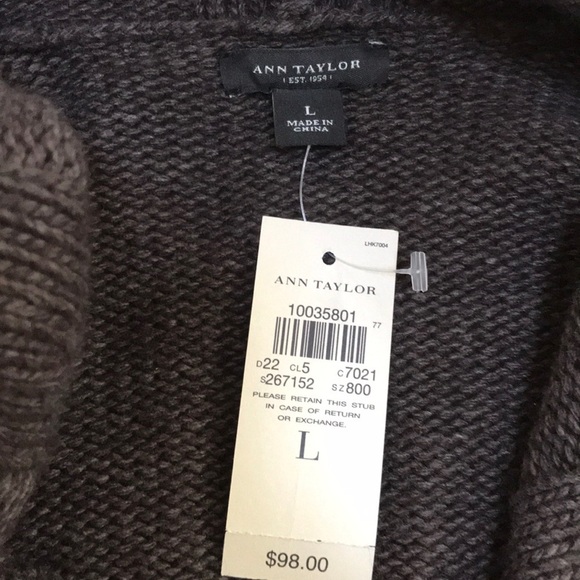 ANN TAYLOR
EST. 1954
L
MADE IN
CHINA
LHK7004
ANN TAYLOR
10035801
77
D22 CL5 C7021
S267152 SZ800
PLEASE RETAIN THIS STUB
IN CASE OF RETURN
OR EXCHANGE.
L
$98.00